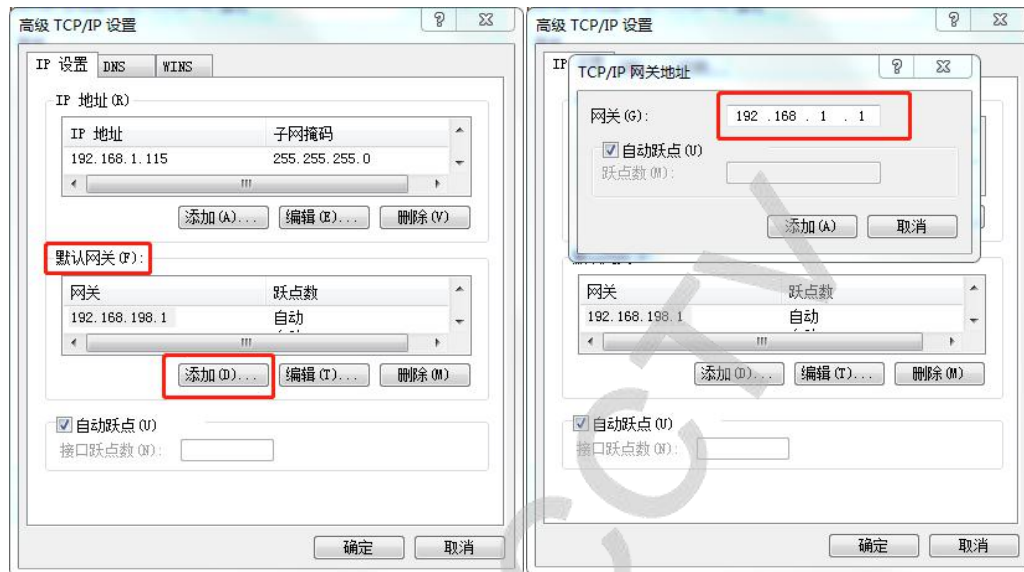 高级 TCP/IP 设置
IP 设置 DNS WINS
IP 地址(R)
IP 地址 子网掩码
192.168.1.115 255.255.255.0
添加(A)... 编辑(E)... 删除(V)
默认网关(F):
网关 跃点数
192.168.198.1 自动
添加(D)... 编辑(T)... 删除(M)
自动跃点(U)
接口跃点数(N):
确定 取消
高级 TCP/IP 设置
IP
TCP/IP 网关地址
网关(G): 192 .168 . 1 . 1
自动跃点(U)
跃点数(M):
添加(A) 取消
网关 跃点数
192.168.198.1 自动
添加(D)... 编辑(T)... 删除(M)
自动跃点(U)
接口跃点数(N):
确定 取消
CCTV